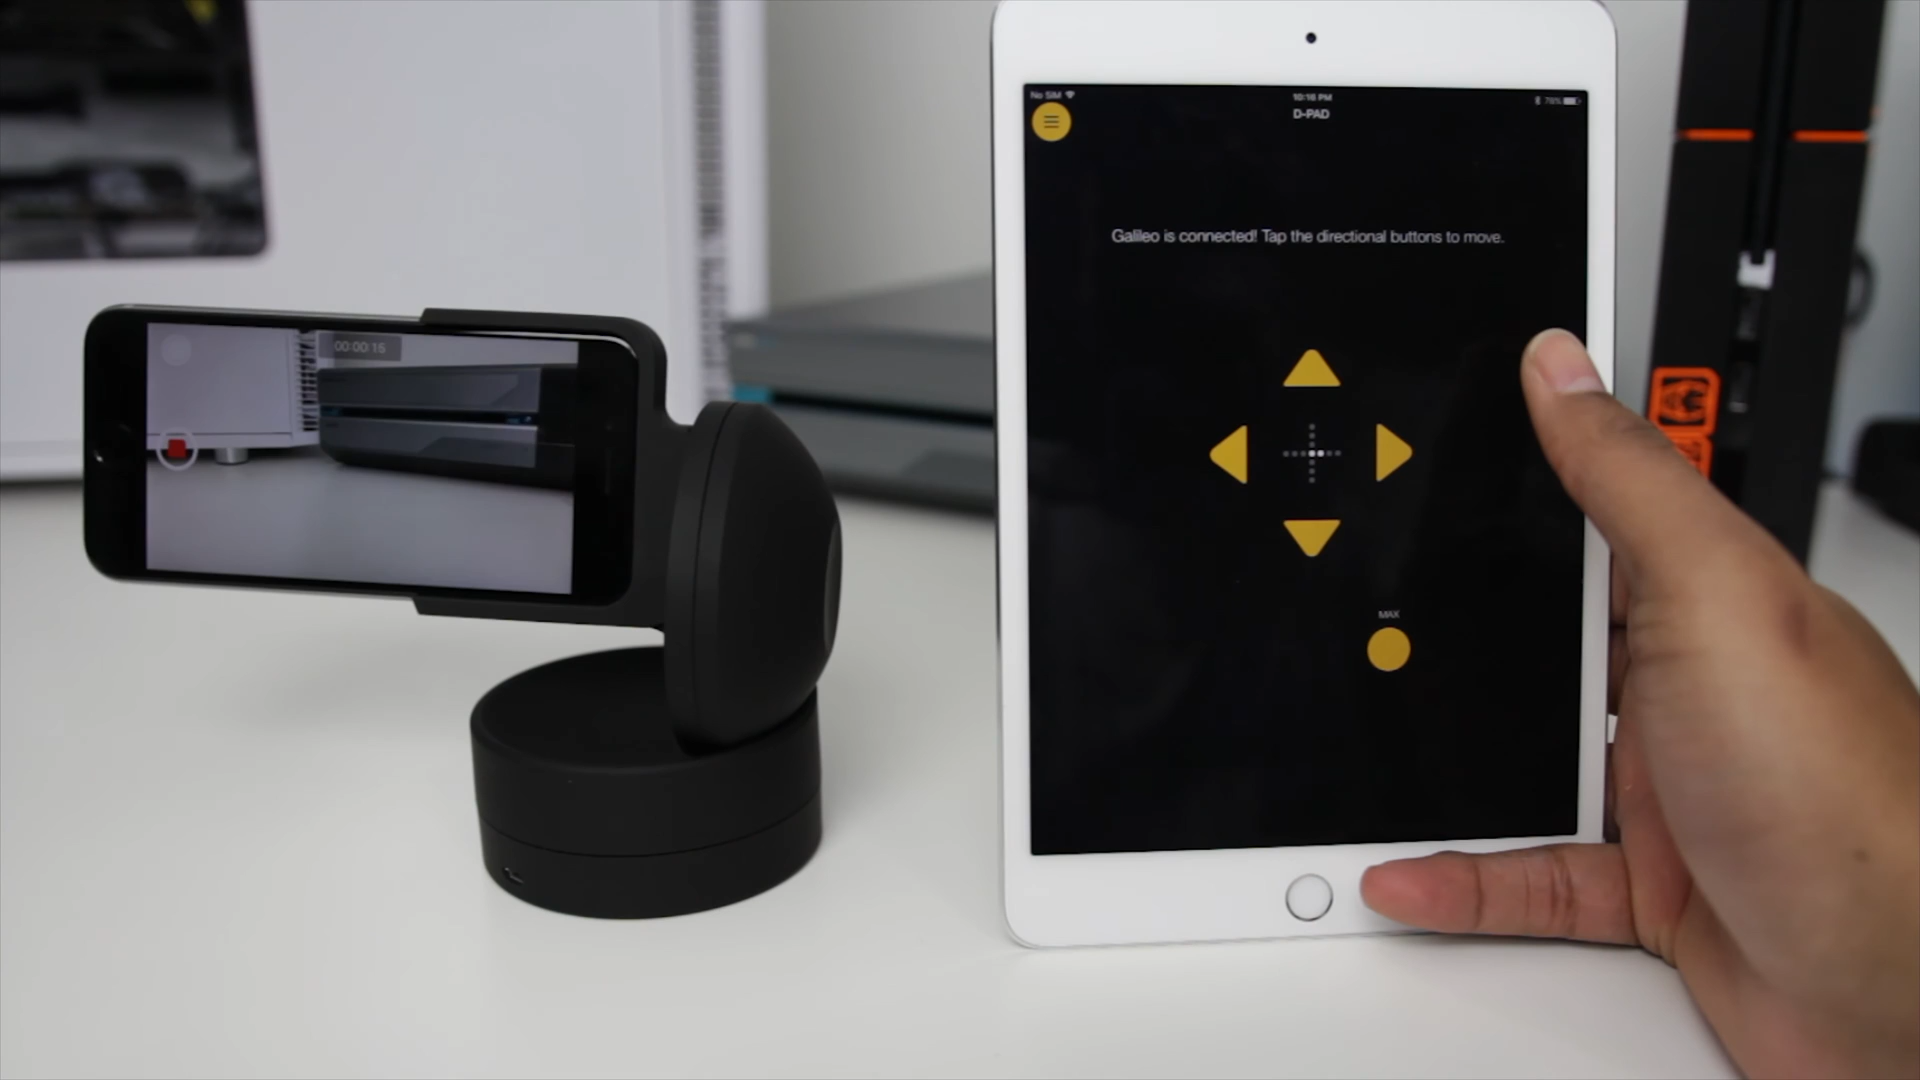 No SIM
10:16 PM
76%
D-PAD
Galileo is connected! Tap the directional buttons to move.
00:00:15
MAX